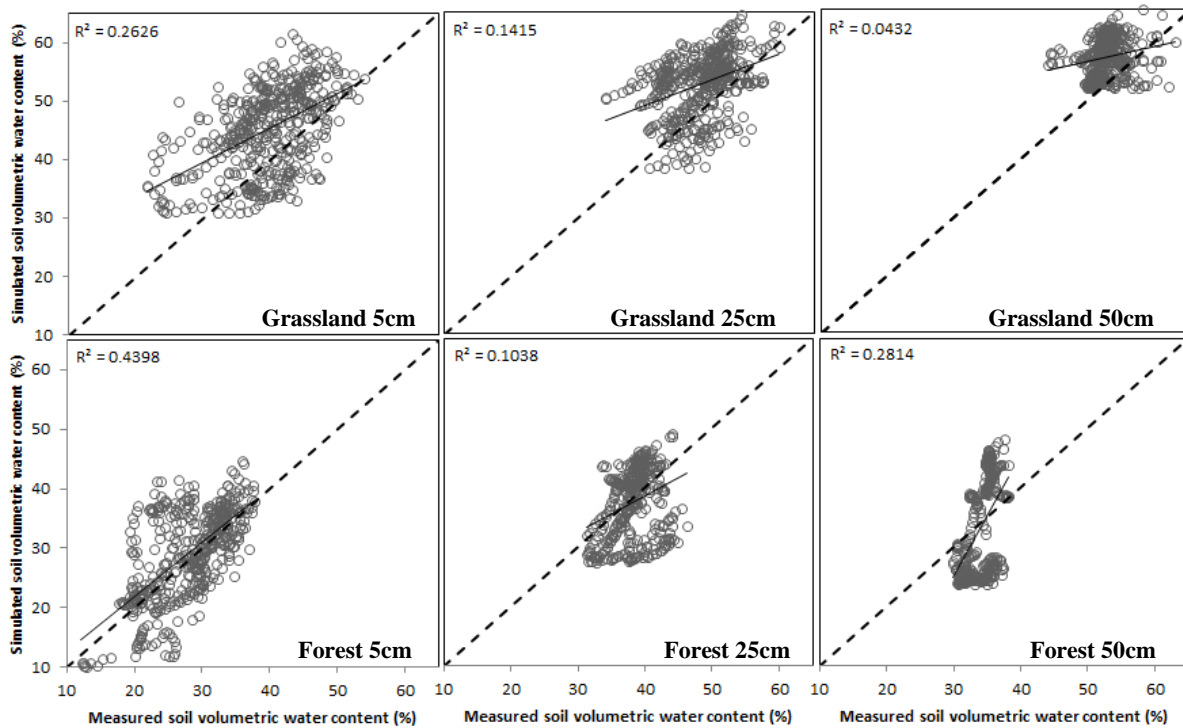 Simulated soil volumetric water content (%)
60
50
40
30
20
10
R² = 0.2626
Grassland 5cm
R² = 0.1415
Grassland 25cm
R² = 0.0432
Grassland 50cm
Simulated soil volumetric water content (%)
60
50
40
30
20
10
R² = 0.4398
Forest 5cm
R² = 0.1038
Forest 25cm
R² = 0.2814
Forest 50cm
10 20 30 40 50 60
10 20 30 40 50 60
10 20 30 40 50 60
Measured soil volumetric water content (%)
Measured soil volumetric water content (%)
Measured soil volumetric water content (%)